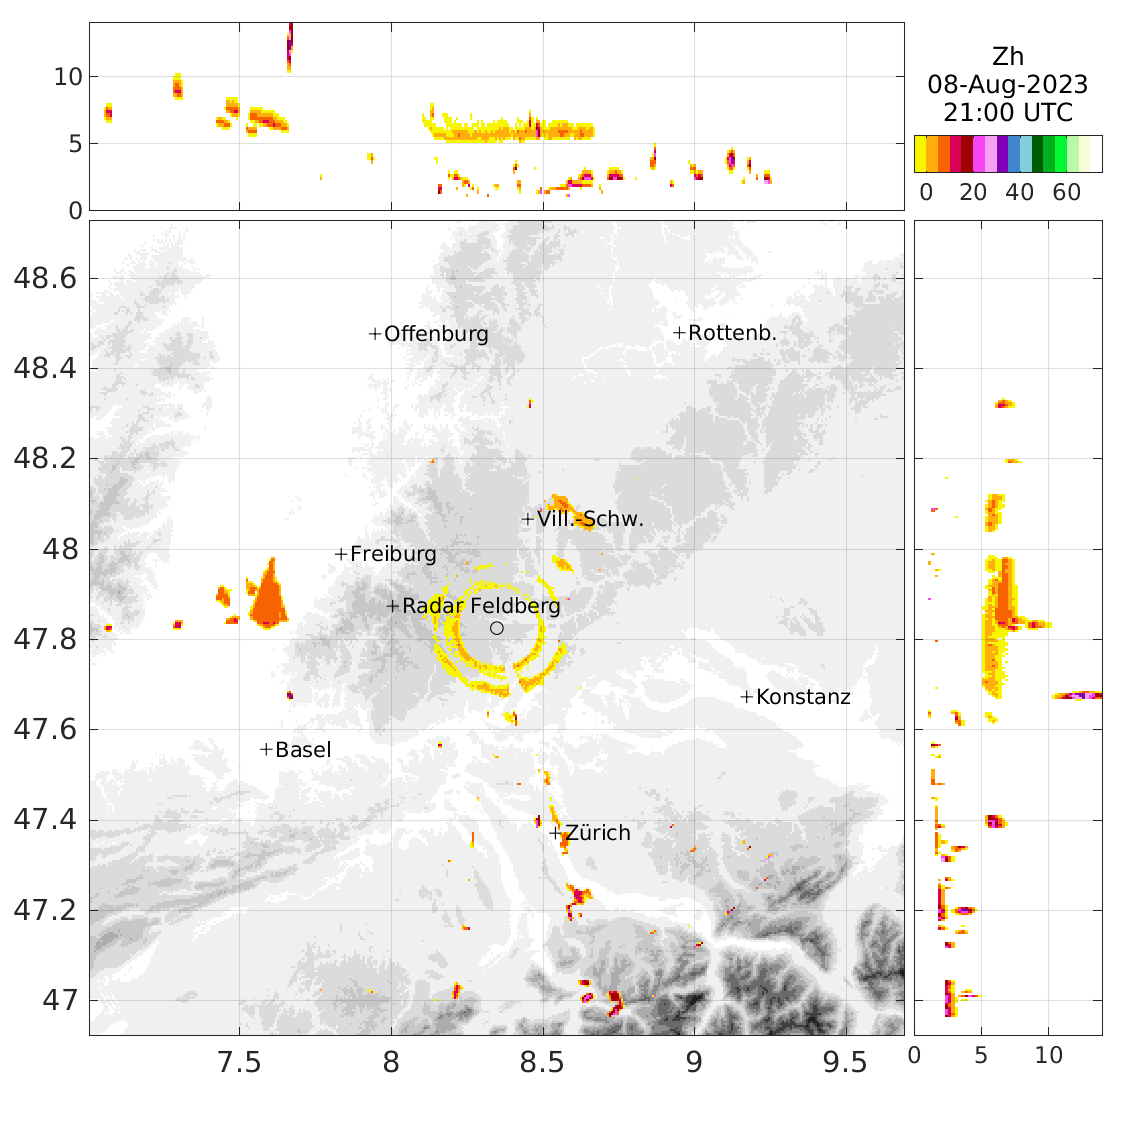 Zh
08-Aug-2023
21:00 UTC
0 20 40 60
10
5
0
48.6
48.4
48.2
48
47.8
47.6
47.4
47.2
47
+Offenburg
+Rottenb.
+Vill.-Schw.
+Freiburg
+Radar Feldberg
+Konstanz
+Basel
+Zürich
7.5 8 8.5 9 9.5
0 5 10